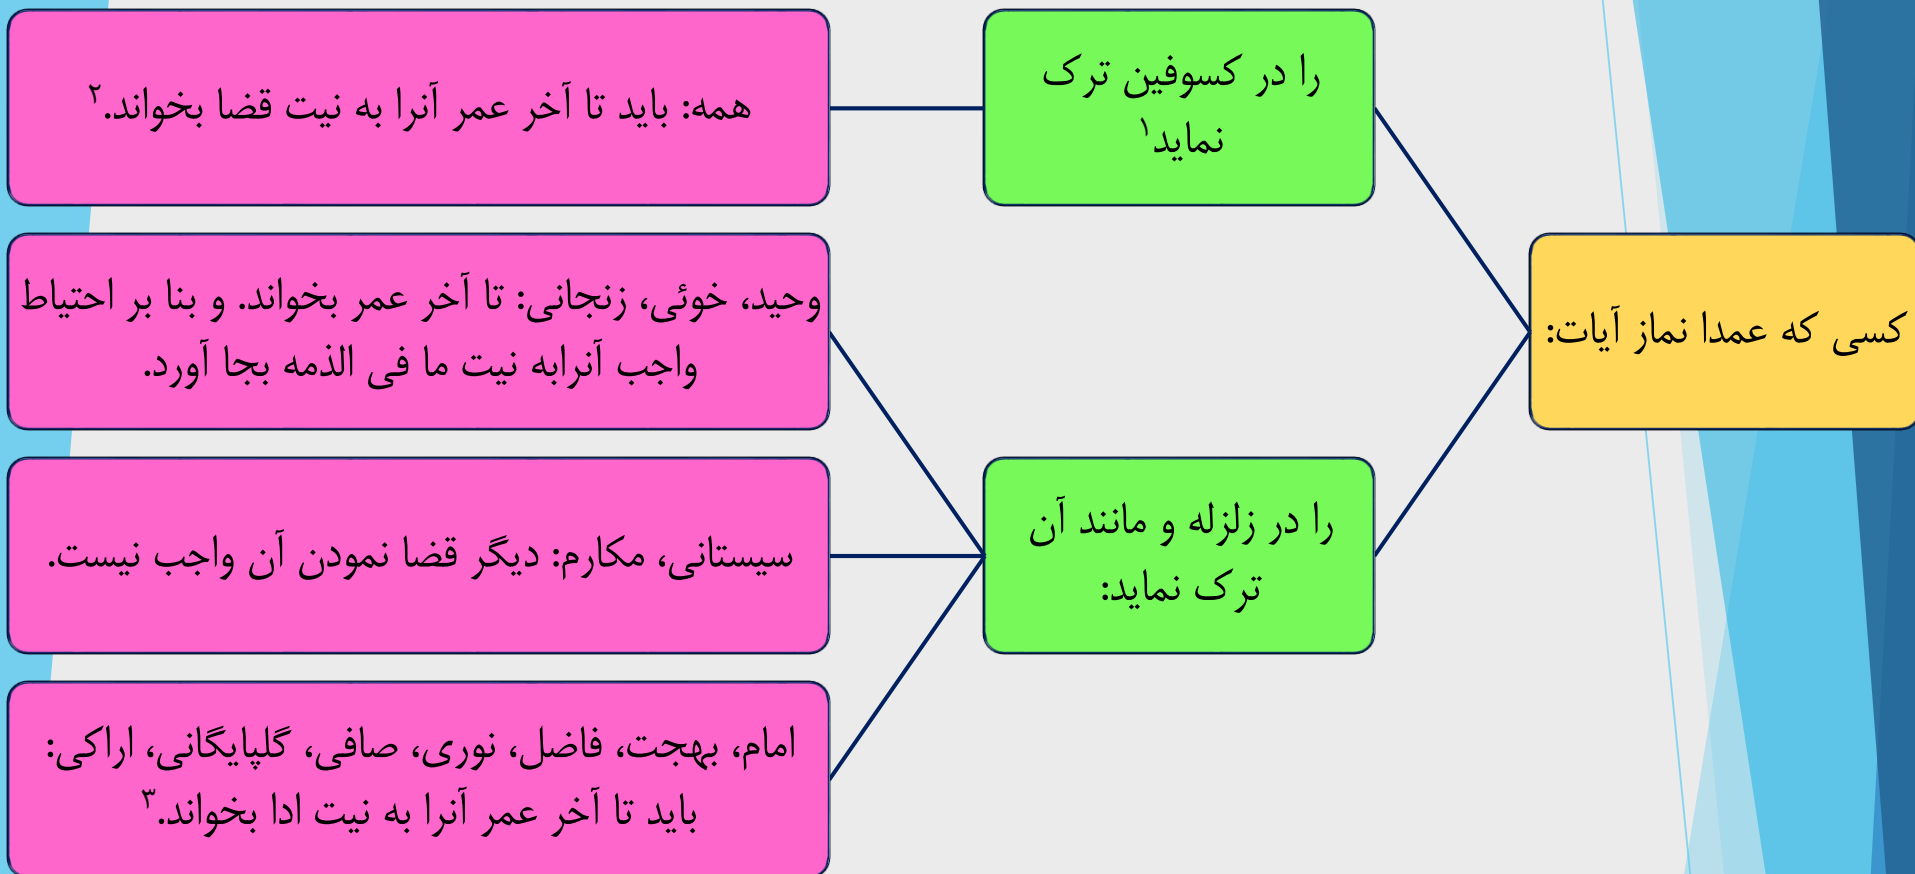 کسی که عمدا نماز آیات:
را در کسوفین ترک
نماید۱
همه: باید تا آخر عمر آنرا به نیت قضا بخواند.۲
را در زلزله و مانند آن
ترک نماید:
وحید، خوئی، زنجانی: تا آخر عمر بخواند. و بنا بر احتیاط
واجب آنرابه نیت ما فی الذمه بجا آورد.
سیستانی، مکارم: دیگر قضا نمودن آن واجب نیست.
امام، بهجت، فاضل، نوری، صافی، گلپایگانی، اراکی:
باید تا آخر عمر آنرا به نیت ادا بخواند.۳